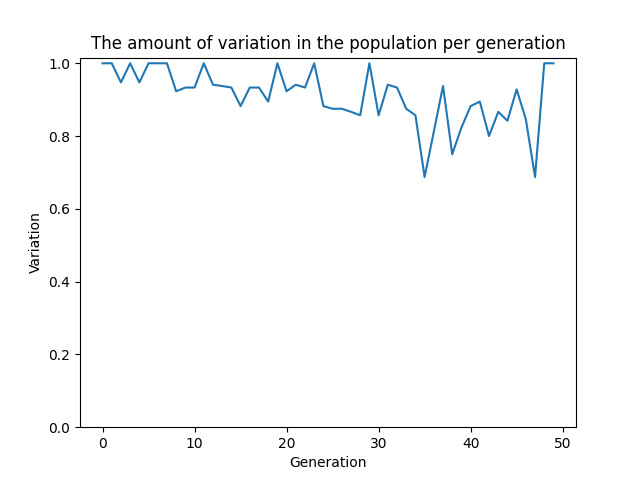 The amount of variation in the population per generation
1.0
0.8
0.6
0.4
0.2
0.0
Variation
0 10 20 30 40 50
Generation